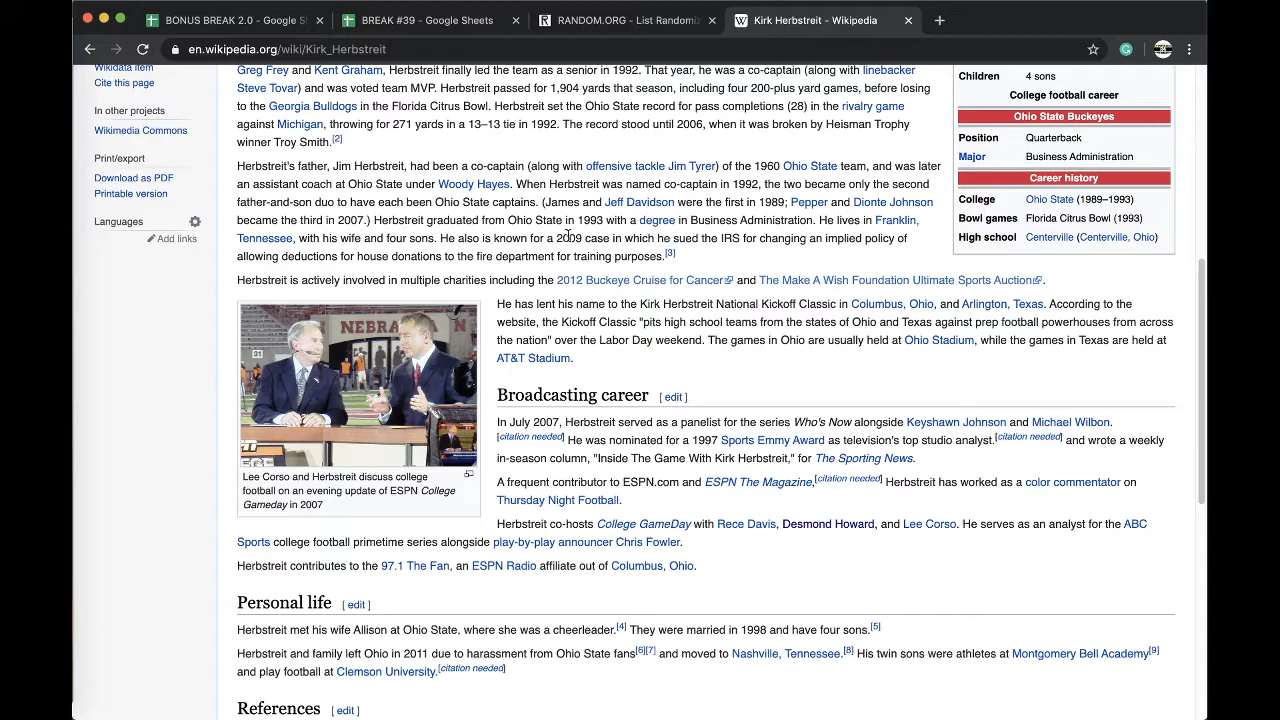 BONUS BREAK 2.0 - Google S
BREAK #39 - Google Sheets
RANDOM.ORG - List Randomiz
Kirk Herbstreit - Wikipedia
en.wikipedia.org/wiki/Kirk_Herbstreit
Wikidata item
Cite this page
In other projects
Wikimedia Commons
Print/export
Download as PDF
Printable version
Languages
Add links
Greg Frey and Kent Graham, Herbstreit finally led the team as a senior in 1992. That year, he was a co-captain (along with linebacker
Steve Tovar) and was voted team MVP. Herbstreit passed for 1,904 yards that season, including four 200-plus yard games, before losing
to the Georgia Bulldogs in the Florida Citrus Bowl. Herbstreit set the Ohio State record for pass completions (28) in the rivalry game
against Michigan, throwing for 271 yards in a 13–13 tie in 1992. The record stood until 2006, when it was broken by Heisman Trophy
winner Troy Smith.[2]
Herbstreit's father, Jim Herbstreit, had been a co-captain (along with offensive tackle Jim Tyrer) of the 1960 Ohio State team, and was later
an assistant coach at Ohio State under Woody Hayes. When Herbstreit was named co-captain in 1992, the two became only the second
father-and-son duo to have each been Ohio State captains. (James and Jeff Davidson were the first in 1989; Pepper and Dionte Johnson
became the third in 2007.) Herbstreit graduated from Ohio State in 1993 with a degree in Business Administration. He lives in Franklin,
Tennessee, with his wife and four sons. He also is known for a 2009 case in which he sued the IRS for changing an implied policy of
allowing deductions for house donations to the fire department for training purposes.[3]
Herbstreit is actively involved in multiple charities including the 2012 Buckeye Cruise for Cancer and The Make A Wish Foundation Ultimate Sports Auction.
Children 4 sons
College football career
Ohio State Buckeyes
Position Quarterback
Major Business Administration
Career history
College Ohio State (1989–1993)
Bowl games Florida Citrus Bowl (1993)
High school Centerville (Centerville, Ohio)
NEBRA
31
Lee Corso and Herbstreit discuss college
football on an evening update of ESPN College
Gameday in 2007
He has lent his name to the Kirk Herbstreit National Kickoff Classic in Columbus, Ohio, and Arlington, Texas. According to the
website, the Kickoff Classic "pits high school teams from the states of Ohio and Texas against prep football powerhouses from across
the nation" over the Labor Day weekend. The games in Ohio are usually held at Ohio Stadium, while the games in Texas are held at
AT&T Stadium.
Broadcasting career [ edit ]
In July 2007, Herbstreit served as a panelist for the series Who's Now alongside Keyshawn Johnson and Michael Wilbon.
[citation needed] He was nominated for a 1997 Sports Emmy Award as television's top studio analyst.[citation needed] and wrote a weekly
in-season column, "Inside The Game With Kirk Herbstreit," for The Sporting News.
A frequent contributor to ESPN.com and ESPN The Magazine,[citation needed] Herbstreit has worked as a color commentator on
Thursday Night Football.
Herbstreit co-hosts College GameDay with Rece Davis, Desmond Howard, and Lee Corso. He serves as an analyst for the ABC
Sports college football primetime series alongside play-by-play announcer Chris Fowler.
Herbstreit contributes to the 97.1 The Fan, an ESPN Radio affiliate out of Columbus, Ohio.
Personal life [ edit ]
Herbstreit met his wife Allison at Ohio State, where she was a cheerleader.[4] They were married in 1998 and have four sons.[5]
Herbstreit and family left Ohio in 2011 due to harassment from Ohio State fans[6][7] and moved to Nashville, Tennessee.[8] His twin sons were athletes at Montgomery Bell Academy[9]
and play football at Clemson University.[citation needed]
References [ edit ]